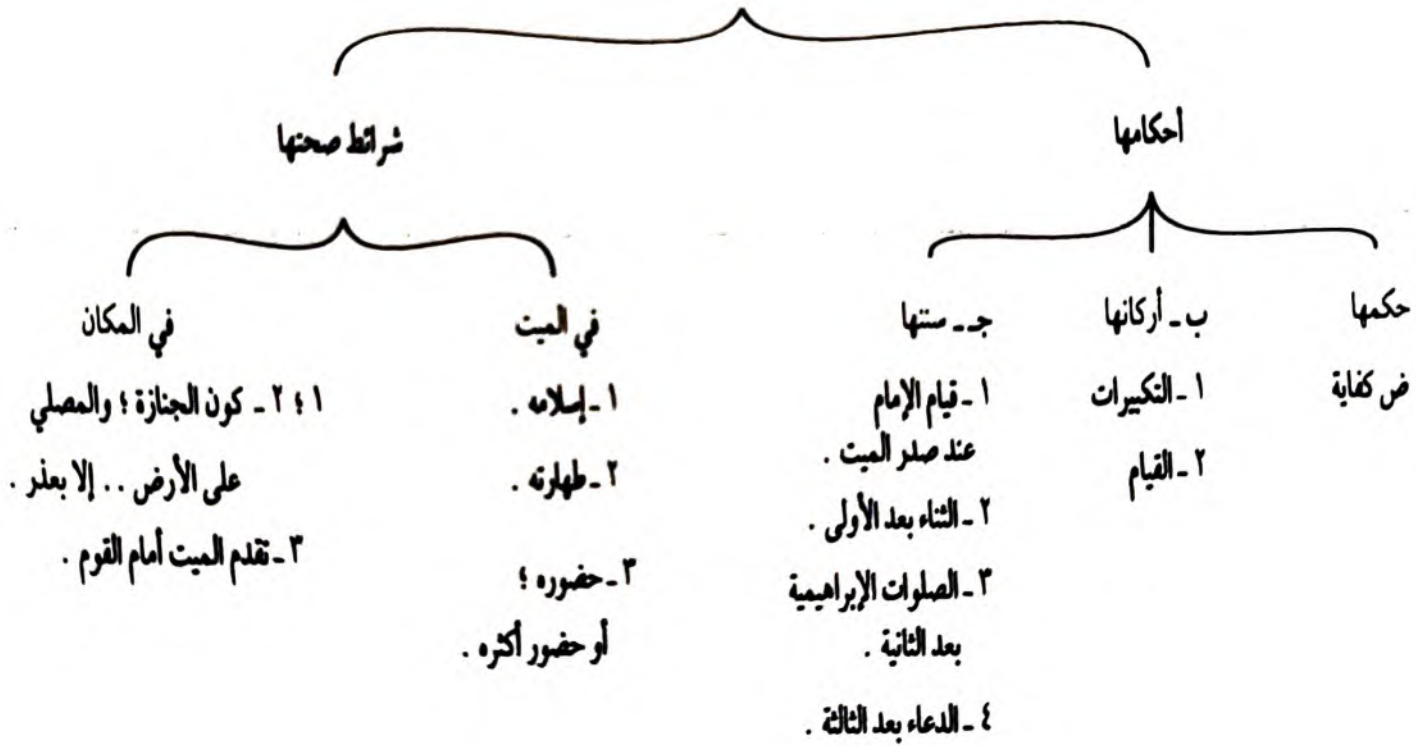 أحكامها
شرائط صحتها
حكمها
ض كفاية
ب ـ أركانها
١ ـ التكبيرات
٢ ـ القيام
جـ ـ سننها
١ ـ قيام الإمام
عند صدر الميت .
٢ ـ الثناء بعد الأولى .
٣ ـ الصلوات الإبراهيمية
بعد الثانية .
٤ ـ الدعاء بعد الثالثة .
في الميت
١ ـ إسلامه .
٢ ـ طهارته .
٣ ـ حضوره ؛
أو حضور أكثره .
في المكان
١ ؛ ٢ ـ كون الجنازة ؛ والمصلي
على الأرض .. إلا بعذر .
٣ ـ تقدم الميت أمام القوم .